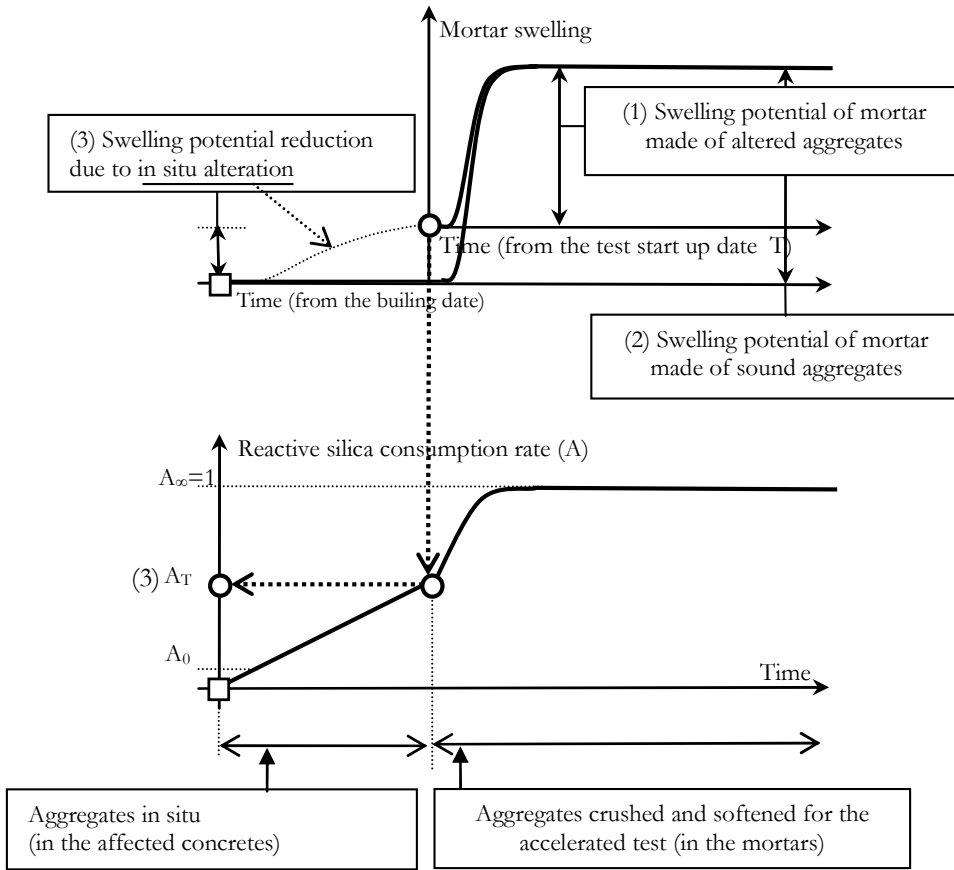 Mortar swelling
(1) Swelling potential of mortar
made of altered aggregates
(3) Swelling potential reduction
due to in situ alteration
Time (from the test start up date T)
Time (from the builing date)
(2) Swelling potential of mortar
made of sound aggregates
Reactive silica consumption rate (A)
A∞=1
(3) A_T
A₀
Time
Aggregates in situ
(in the affected concretes)
Aggregates crushed and softened for the
accelerated test (in the mortars)